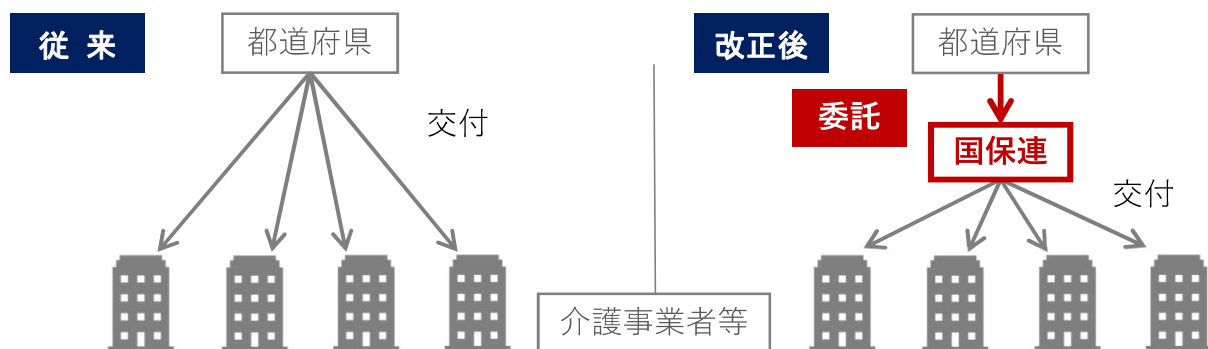 従 来
都道府県
交付
改正後
都道府県
委託
国保連
交付
介護事業者等